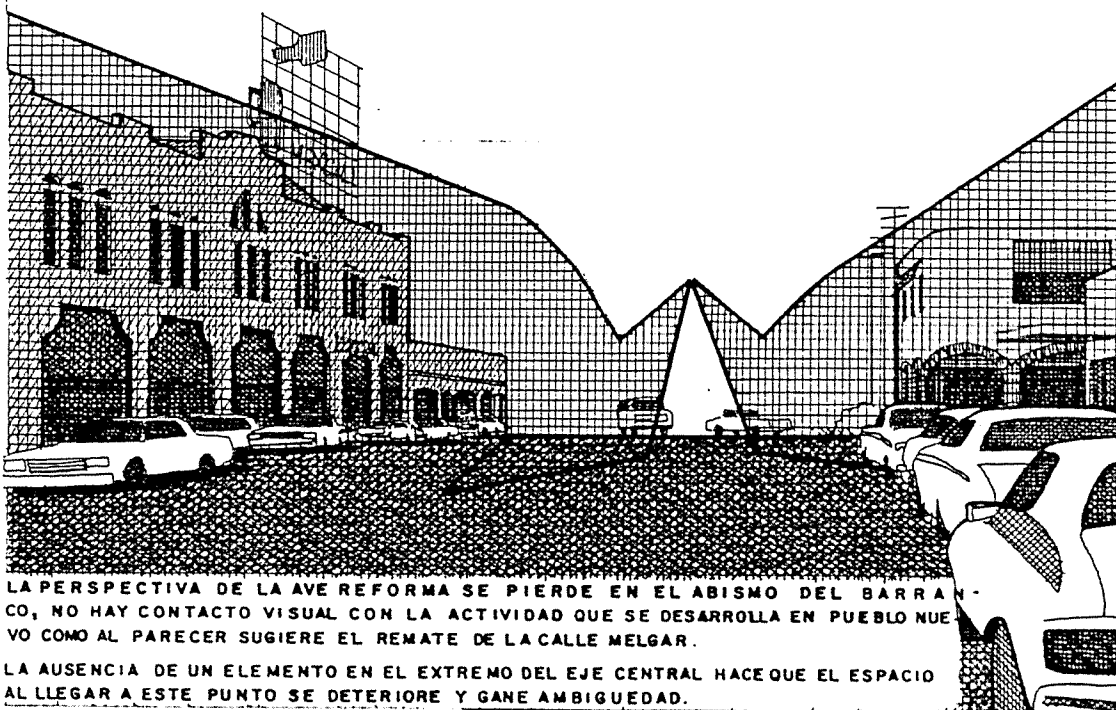 LA PERSPECTIVA DE LA AVE REFORMA SE PIERDE EN EL ABISMO DEL BARRAN-
CO, NO HAY CONTACTO VISUAL CON LA ACTIVIDAD QUE SE DESARROLLA EN PUEBLO NUE
VO COMO AL PARECER SUGIERE EL REMATE DE LA CALLE MELGAR.
LA AUSENCIA DE UN ELEMENTO EN EL EXTREMO DEL EJE CENTRAL HACE QUE EL ESPACIO
AL LLEGAR A ESTE PUNTO SE DETERIORE Y GANE AMBIGUEDAD.